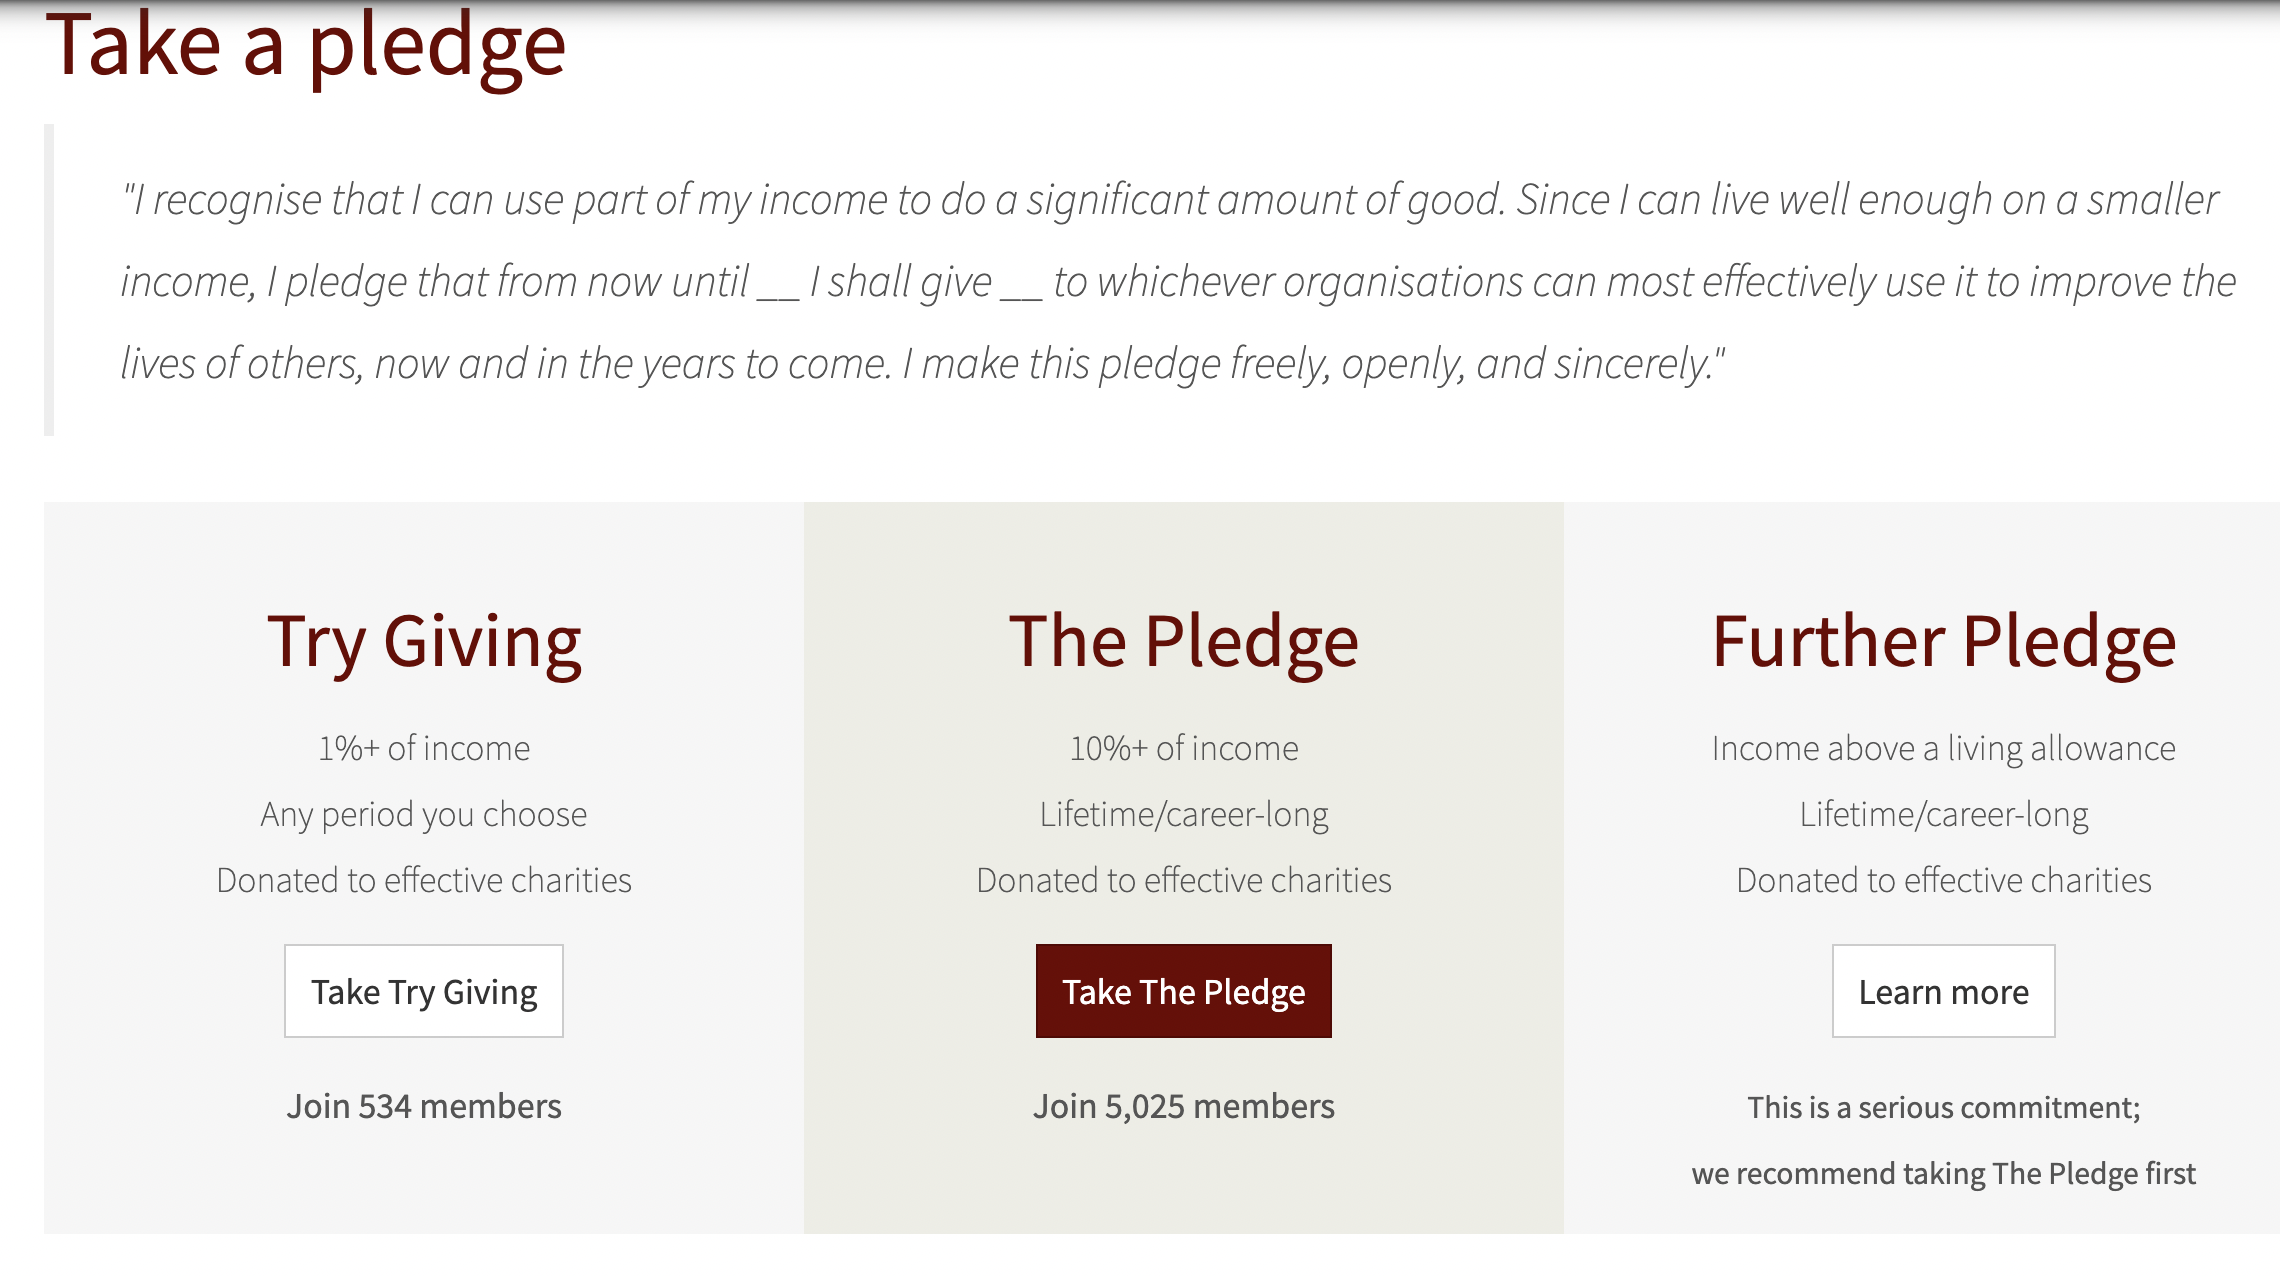 Take a pledge
"I recognise that I can use part of my income to do a significant amount of good. Since I can live well enough on a smaller
income, I pledge that from now until __ I shall give __ to whichever organisations can most effectively use it to improve the
lives of others, now and in the years to come. I make this pledge freely, openly, and sincerely."
Try Giving
1%+ of income
Any period you choose
Donated to effective charities
Take Try Giving
Join 534 members
The Pledge
10%+ of income
Lifetime/career-long
Donated to effective charities
Take The Pledge
Join 5,025 members
Further Pledge
Income above a living allowance
Lifetime/career-long
Donated to effective charities
Learn more
This is a serious commitment;
we recommend taking The Pledge first